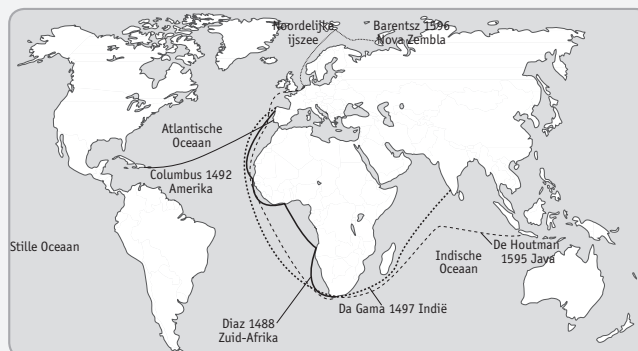 Noordelijke
ijszee
Barentsz 1596
Nova Zembla
Atlantische
Oceaan
Columbus 1492
Amerika
Stille Oceaan
De Houtman
1595 Java
Indische
Oceaan
Da Gama 1497 Indië
Diaz 1488
Zuid-Afrika